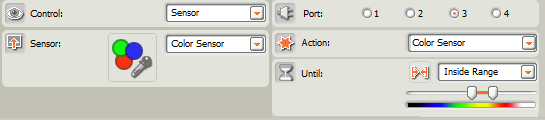 Control: Sensor
Sensor: Color Sensor
Port: 1 2 3 4
Action: Color Sensor
Until: Inside Range